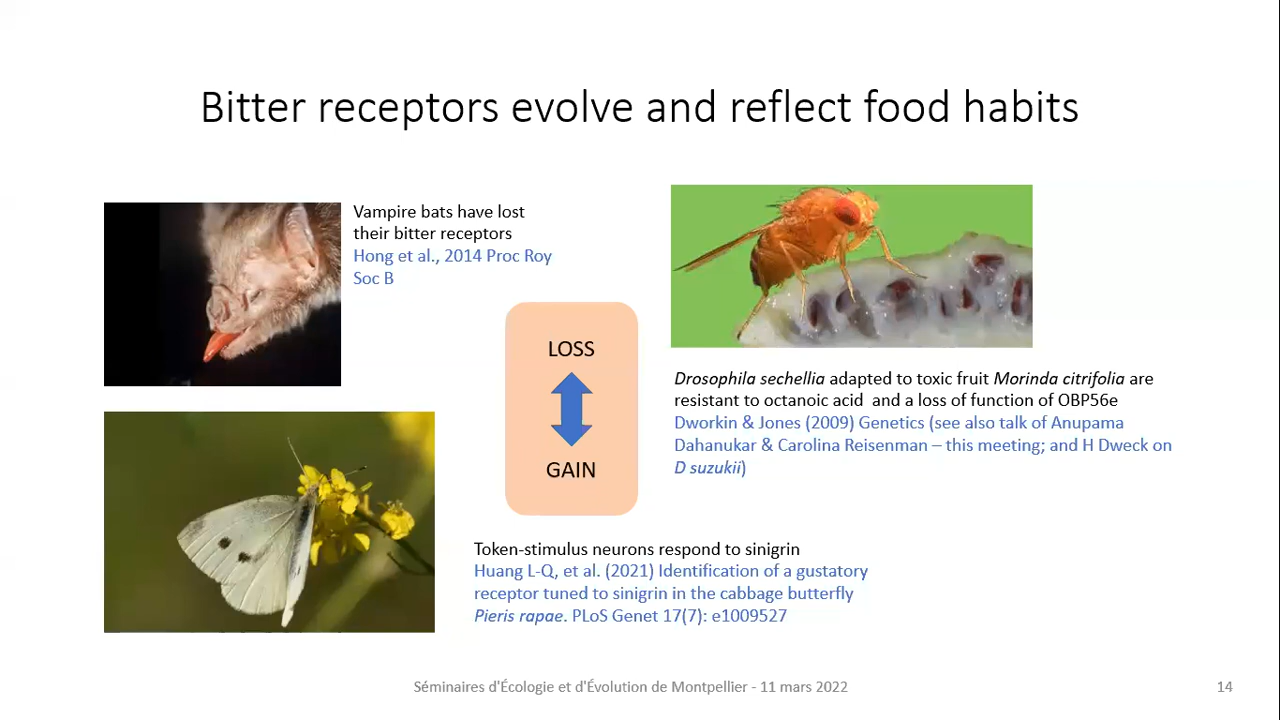 Bitter receptors evolve and reflect food habits
Vampire bats have lost
their bitter receptors
Hong et al., 2014 Proc Roy
Soc B
LOSS
GAIN
Drosophila sechellia adapted to toxic fruit Morinda citrifolia are
resistant to octanoic acid  and a loss of function of OBP56e
Dworkin & Jones (2009) Genetics (see also talk of Anupama
Dahanukar & Carolina Reisenman – this meeting; and H Dweck on
D suzukii)
Token-stimulus neurons respond to sinigrin
Huang L-Q, et al. (2021) Identification of a gustatory
receptor tuned to sinigrin in the cabbage butterfly
Pieris rapae. PLoS Genet 17(7): e1009527
Séminaires d'Écologie et d'Évolution de Montpellier - 11 mars 2022
14